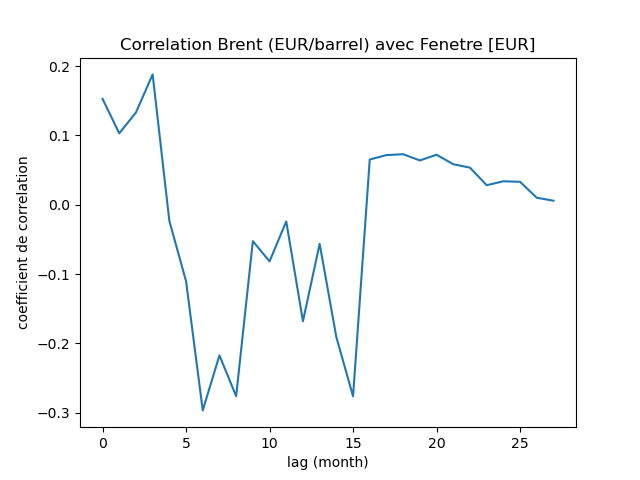 Correlation Brent (EUR/barrel) avec Fenetre [EUR]
coefficient de correlation
0.2
0.1
0.0
−0.1
−0.2
−0.3
0 5 10 15 20 25
lag (month)